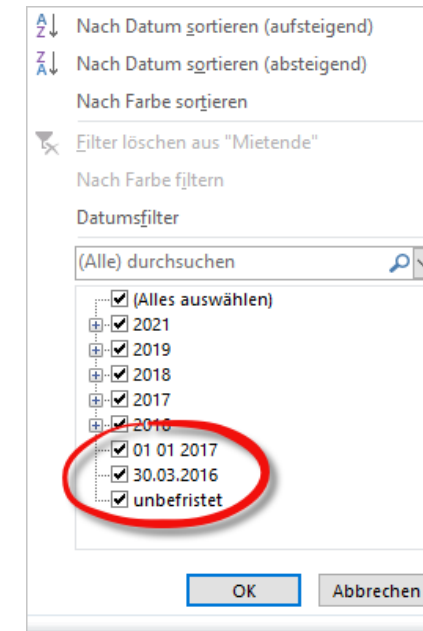 Nach Datum sortieren (aufsteigend)
Nach Datum sortieren (absteigend)
Nach Farbe sortieren
Filter löschen aus "Mietende"
Nach Farbe filtern
Datumsfilter
(Alle) durchsuchen
(Alles auswählen)
2021
2019
2018
2017
2016
01 01 2017
30.03.2016
unbefristet
OK Abbrechen